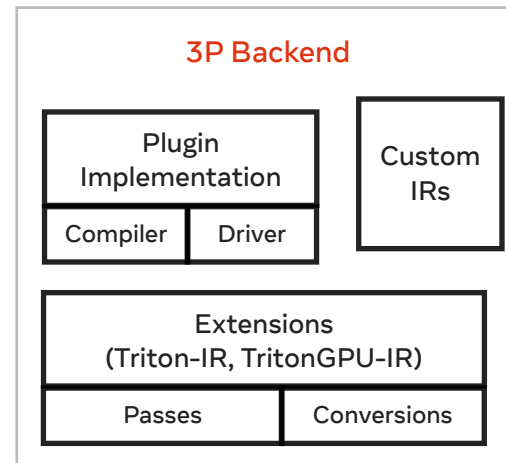 3P Backend
Plugin
Implementation
Compiler
Driver
Custom
IRs
Extensions
(Triton-IR, TritonGPU-IR)
Passes
Conversions